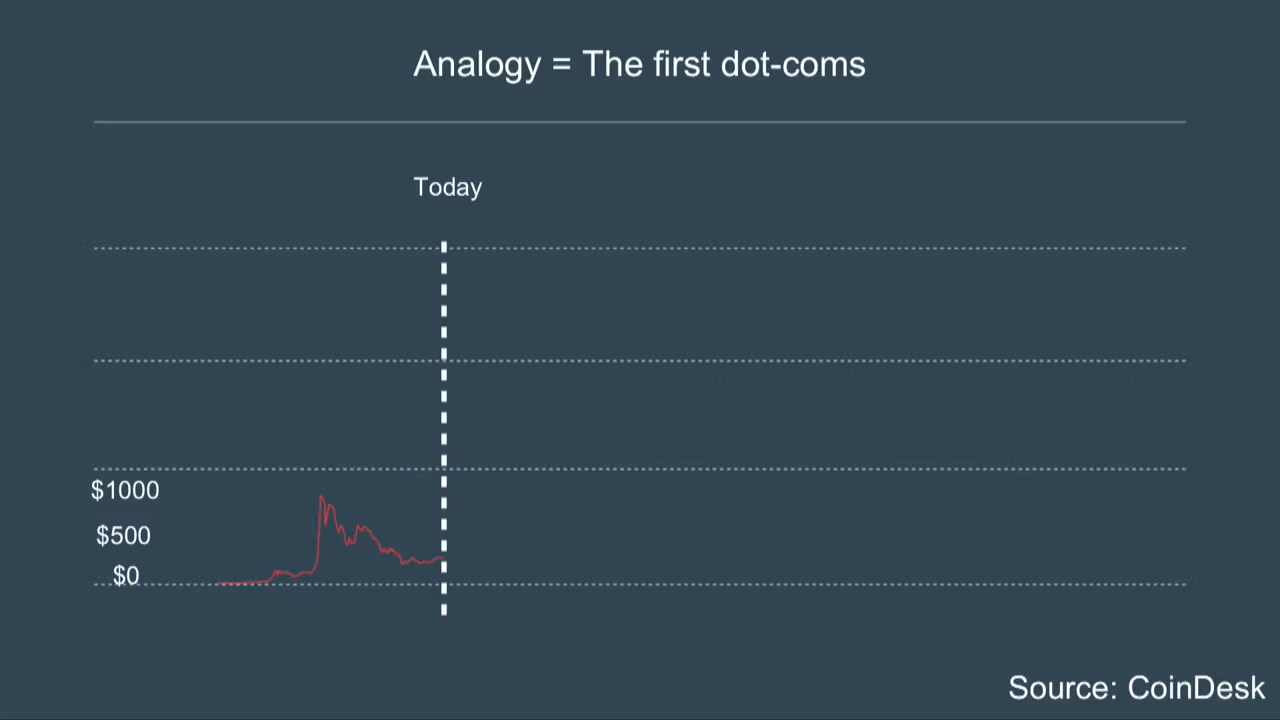 Analogy = The first dot-coms
Today
$1000
$500
$0
Source: CoinDesk